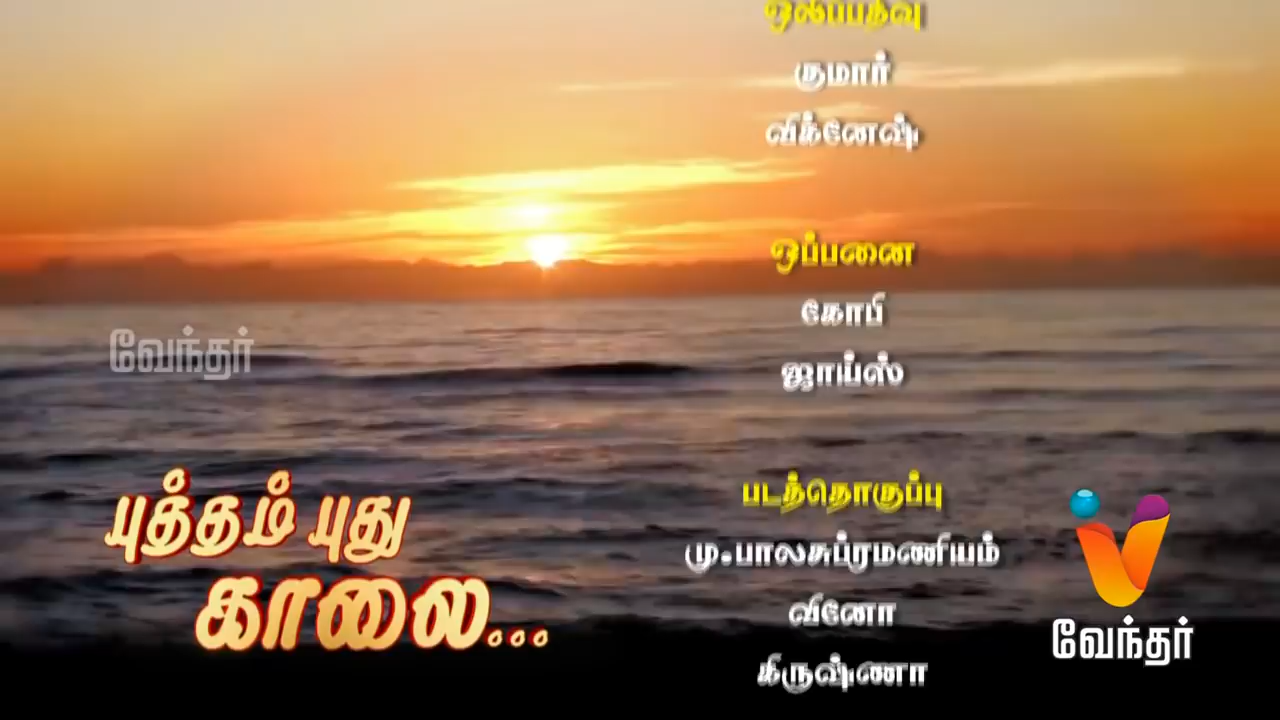 ஒலிப்பதிவு
குமார்
விக்னேஷ்
ஒப்பனை
கோபி
ஜாய்ஸ்
வேந்தர்
புத்தம் புது
காலை...
படத்தொகுப்பு
மு.பாலசுப்ரமணியம்
வினோ
கிருஷ்ணா
வேந்தர்